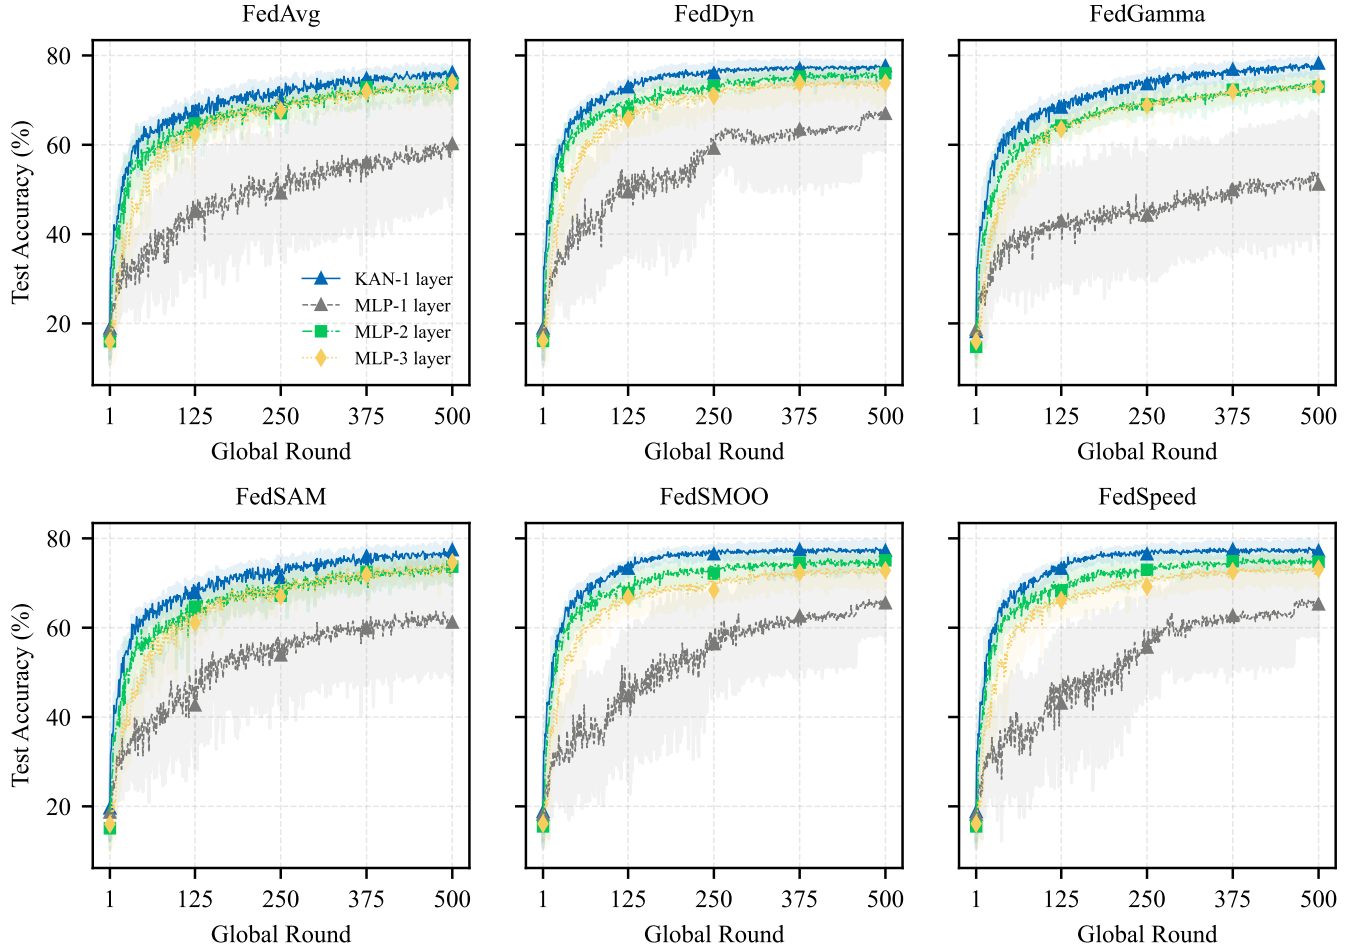 FedAvg
FedDyn
FedGamma
Test Accuracy (%)
80
60
40
20
KAN-1 layer
MLP-1 layer
MLP-2 layer
MLP-3 layer
1 125 250 375 500
1 125 250 375 500
1 125 250 375 500
Global Round
Global Round
Global Round
FedSAM
FedSMOO
FedSpeed
Test Accuracy (%)
80
60
40
20
1 125 250 375 500
1 125 250 375 500
1 125 250 375 500
Global Round
Global Round
Global Round